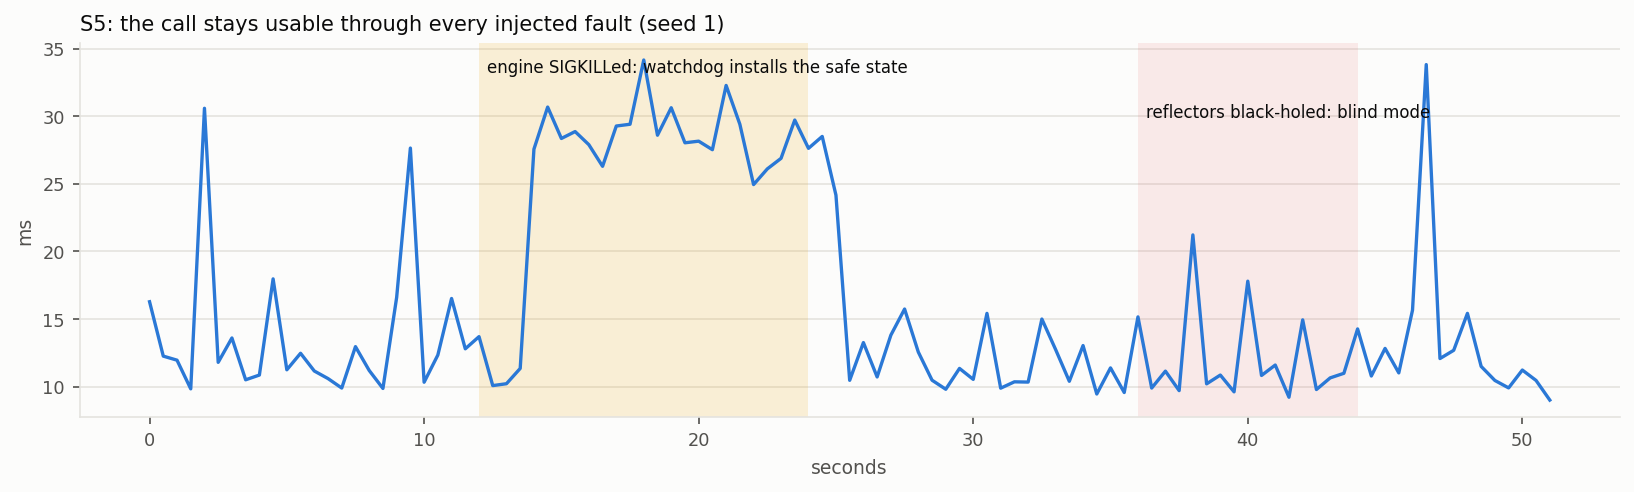 S5: the call stays usable through every injected fault (seed 1)
35
engine SIGKILLed: watchdog installs the safe state
30
reflectors black-holed: blind mode
25
20
15
10
ms
0
10
20
30
40
50
seconds